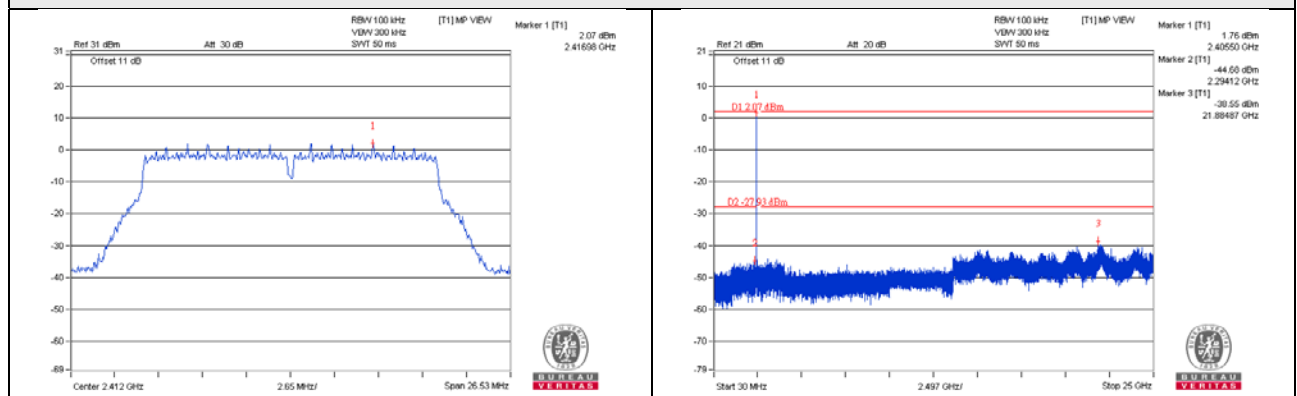 RBW 100 kHz
[T1] MP VIEW
VBW 300 kHz
Ref 31 dBm
Att 30 dB
SWT 50 ms
Marker 1 [T1]
2.07 dBm
2.41698 GHz
Offset 11 dB
31
20
10
0
-10
-20
-30
-40
-50
-60
-69
1
Center 2.412 GHz
2.65 MHz/
Span 26.53 MHz
BUREAU
VERITAS
RBW 100 kHz
[T1] MP VIEW
VBW 300 kHz
Ref 21 dBm
Att 20 dB
SWT 50 ms
Marker 1 [T1]
1.76 dBm
2.40550 GHz
Marker 2 [T1]
-44.68 dBm
2.29412 GHz
Marker 3 [T1]
-38.55 dBm
21.88487 GHz
Offset 11 dB
21
10
0
-10
-20
-30
-40
-50
-60
-70
-79
1
D1 2.07 dBm
D2 -27.93 dBm
2
3
Start 30 MHz
2.497 GHz/
Stop 25 GHz
BUREAU
VERITAS